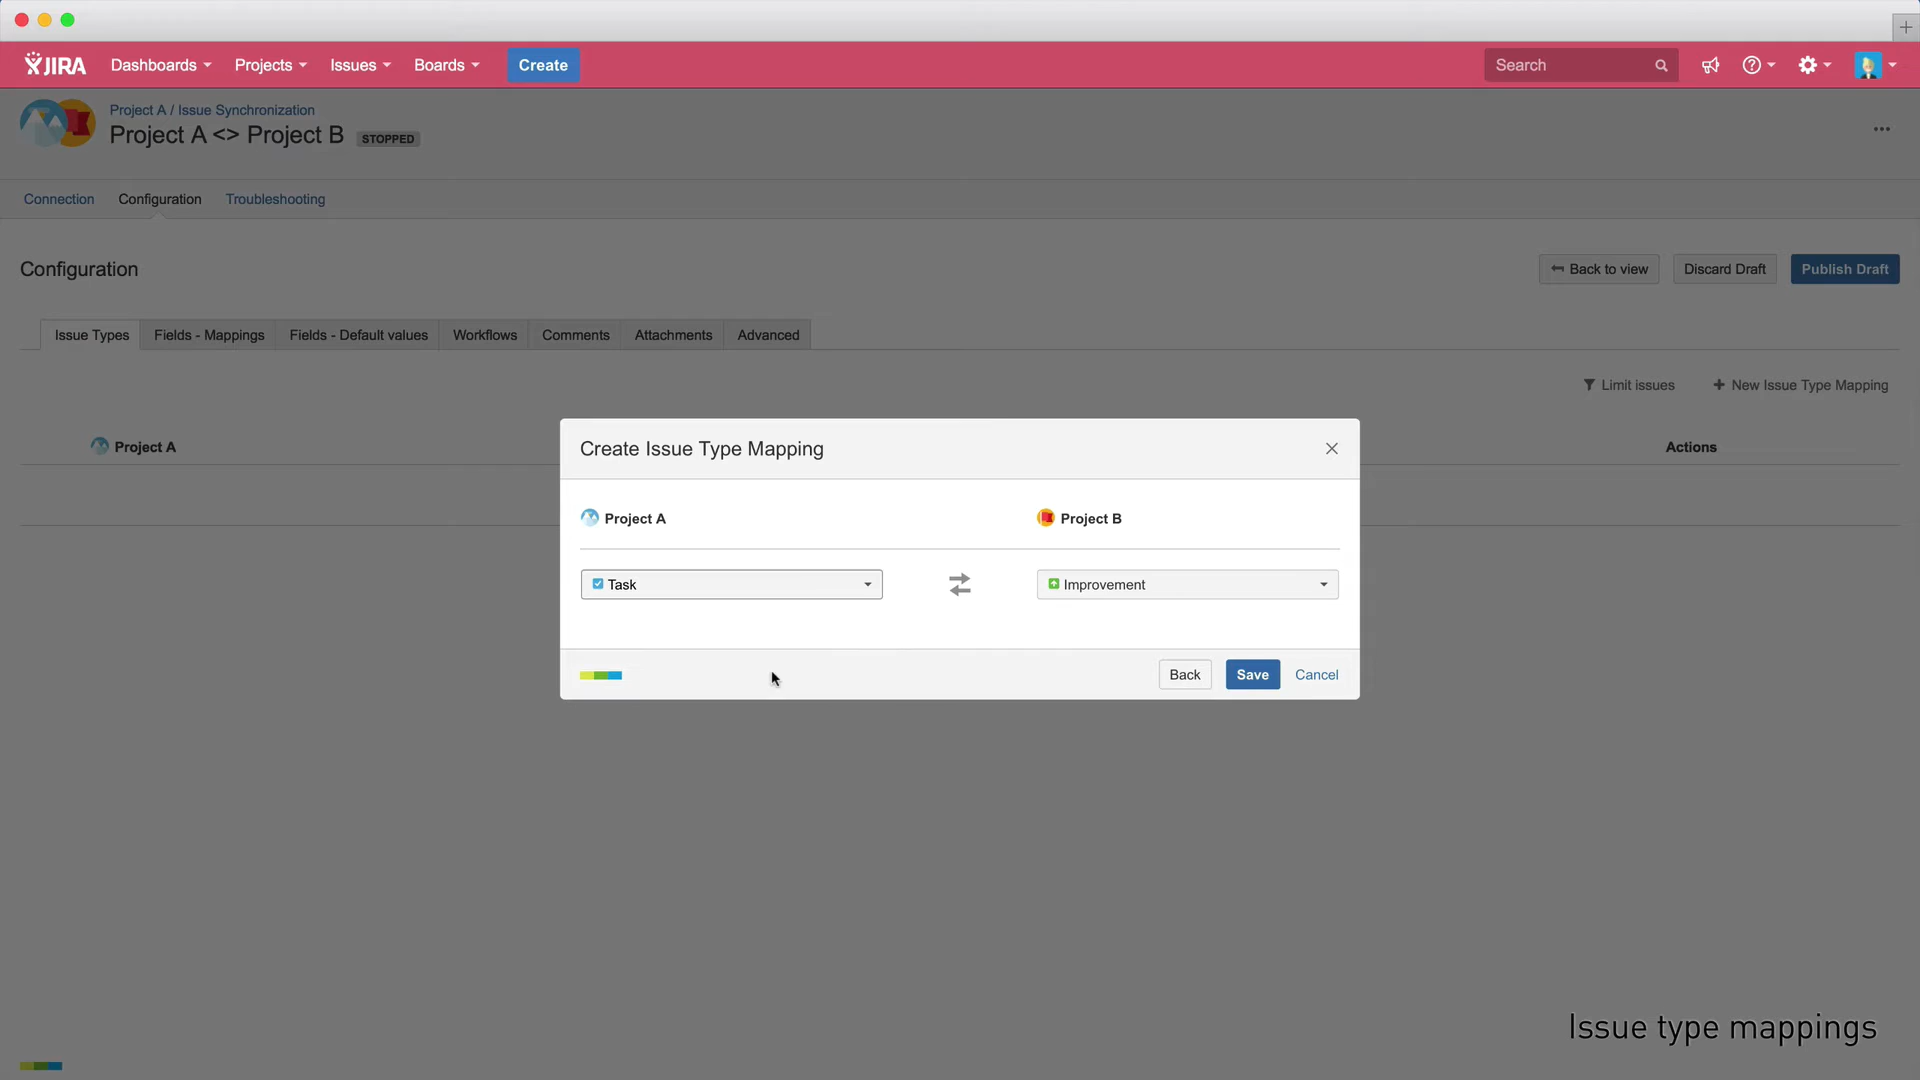 JIRA Dashboards Projects Issues Boards Create Search
Project A / Issue Synchronization
Project A <> Project B STOPPED
Connection Configuration Troubleshooting
Configuration Back to view Discard Draft Publish Draft
Issue Types Fields - Mappings Fields - Default values Workflows Comments Attachments Advanced
Limit issues + New Issue Type Mapping
Project A Actions
Create Issue Type Mapping
Project A Project B
Task Improvement
Back Save Cancel
Issue type mappings